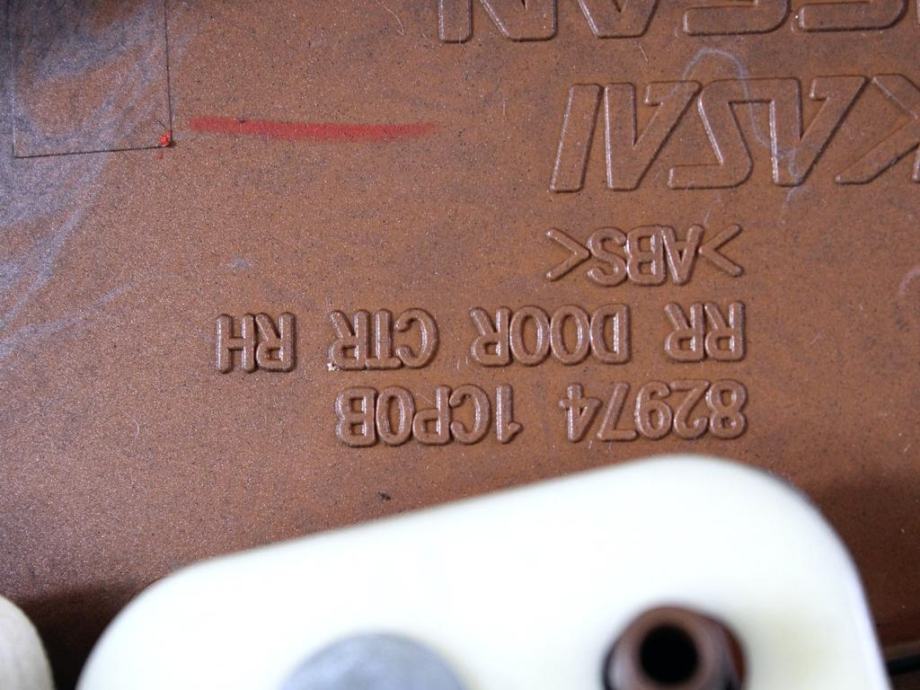 82974 1CP0B
RR DOOR CTR RH
>ABS<
KASAI